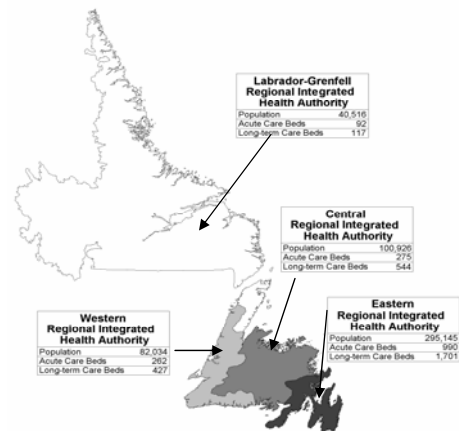 Labrador-Grenfell
Regional Integrated
Health Authority
Population 40,516
Acute Care Beds 92
Long-term Care Beds 117
Central
Regional Integrated
Health Authority
Population 100,926
Acute Care Beds 275
Long-term Care Beds 544
Eastern
Regional Integrated
Health Authority
Population 295,145
Acute Care Beds 990
Long-term Care Beds 1,701
Western
Regional Integrated
Health Authority
Population 82,034
Acute Care Beds 262
Long-term Care Beds 427